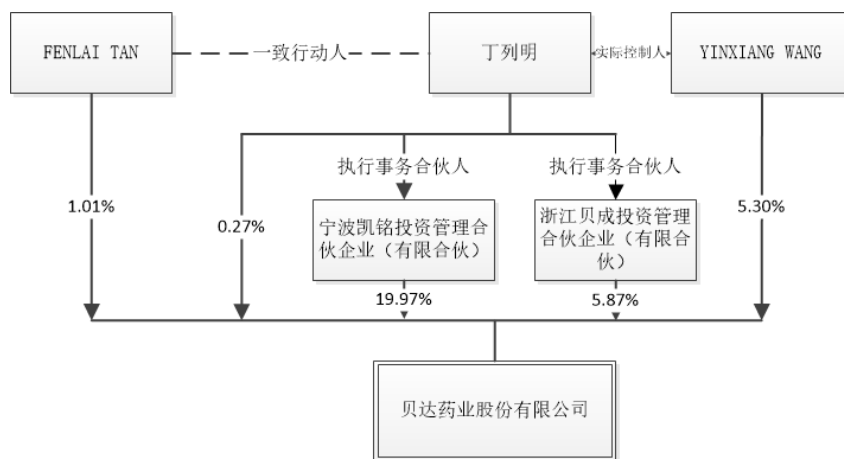 FENLAI TAN
一致行动人
丁列明
实际控制人
YINXIANG WANG
执行事务合伙人
执行事务合伙人
1.01%
0.27%
宁波凯铭投资管理合
伙企业（有限合伙）
浙江贝成投资管理
合伙企业（有限合
伙）
5.30%
19.97%
5.87%
贝达药业股份有限公司